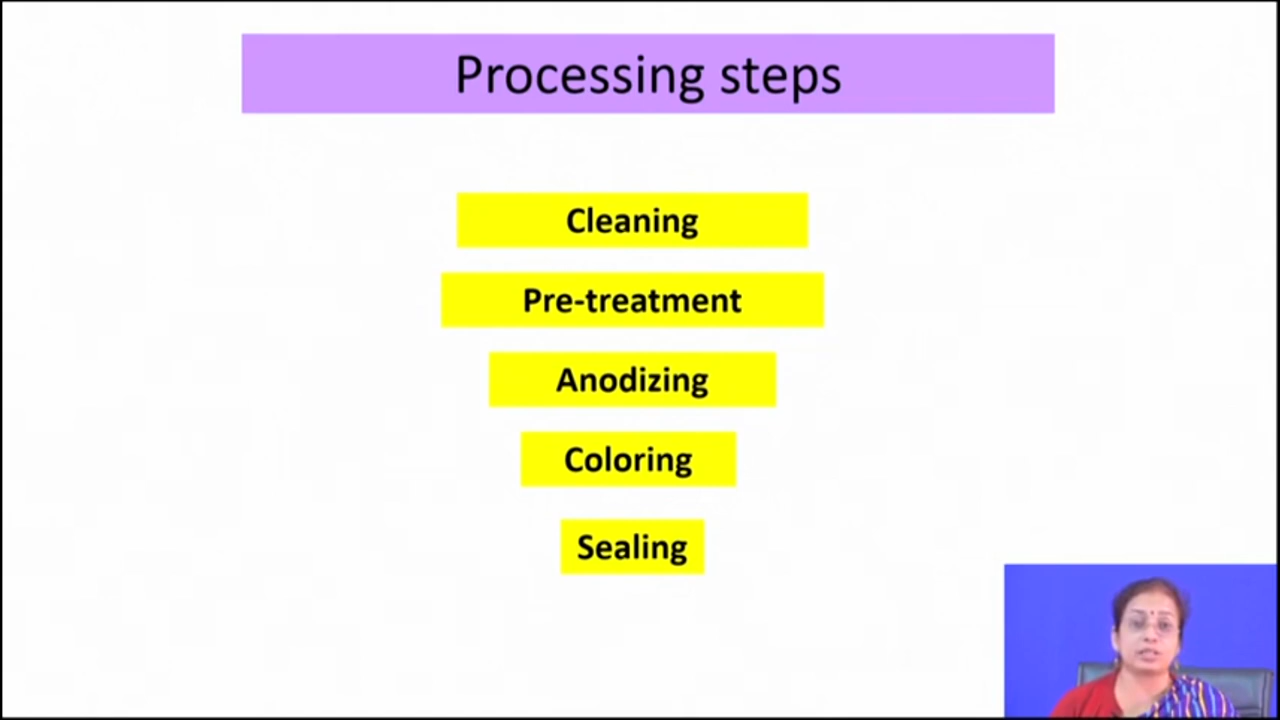 Processing steps
Cleaning
Pre-treatment
Anodizing
Coloring
Sealing